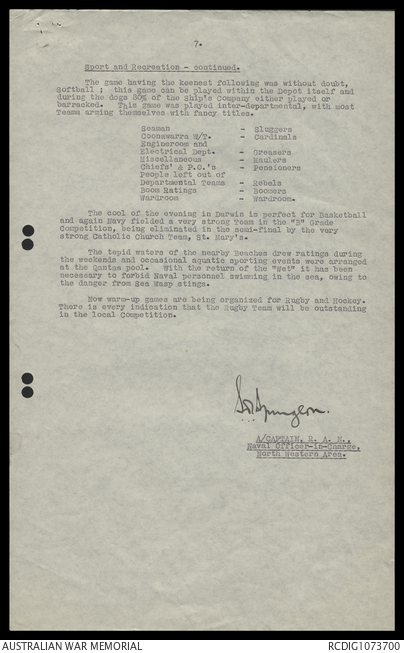 7.
Sport and Recreation - continued.
The game having the keenest following was without doubt,
Softball ; this game can be played within the Depot itself and
during the dogs 80% of the ship's Company either played or
barracked. This game was played inter-departmental, with most
Teams arming themselves with fancy titles.
Seaman - Sluggers
Coonawarra W/T. - Cardinals
Engineroom and
Electrical Dept. - Greasers
Miscellaneous - Maulers
Chiefs' & P.O.'s - Pensioners
People left out of
Departmental Teams - Rebels
Boom Ratings - Boomers
Wardroom - Wardroom.
The cool of the evening in Darwin is perfect for Basketball
and again Navy fielded a very strong Team in the "B" Grade
Competition, being eliminated in the semi-final by the very
strong Catholic Church Team, St. Mary's.
The tepid waters of the nearby Beaches drew ratings during
the weekends and occasional aquatic sporting events were arranged
at the Qantas pool. With the return of the "Wet" it has been
necessary to forbid Naval personnel swimming in the sea, owing to
the danger from Sea Wasp stings.
Now warm-up games are being organized for Rugby and Hockey.
There is every indication that the Rugby Team will be outstanding
in the local Competition.
A/CAPTAIN, R. A. N.,
Naval Officer-in-Charge,
North Western Area.
AUSTRALIAN WAR MEMORIAL
RCDIG1073700